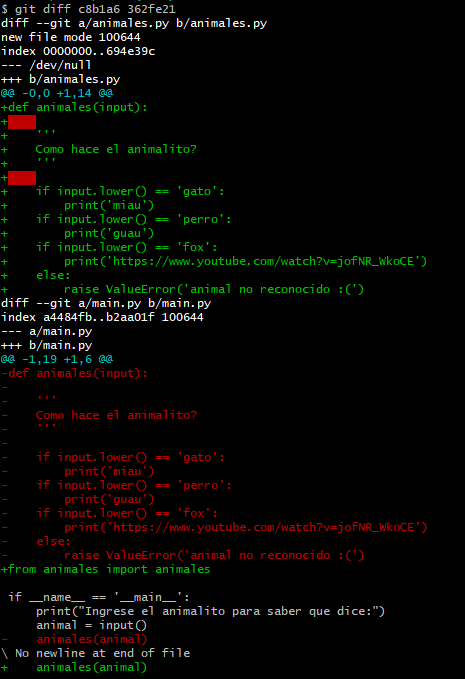 $ git diff c8b1a6 362fe21
diff --git a/animales.py b/animales.py
new file mode 100644
index 0000000..694e39c
--- /dev/null
+++ b/animales.py
@@ -0,0 +1,14 @@
+def animales(input):
+
+    '''
+    Como hace el animalito?
+    '''
+
+    if input.lower() == 'gato':
+        print('miau')
+    if input.lower() == 'perro':
+        print('guau')
+    if input.lower() == 'fox':
+        print('https://www.youtube.com/watch?v=jofNR_WkoCE')
+    else:
+        raise ValueError('animal no reconocido :(')
diff --git a/main.py b/main.py
index a4484fb..b2aa01f 100644
--- a/main.py
+++ b/main.py
@@ -1,19 +1,6 @@
-def animales(input):
-
-    '''
-    Como hace el animalito?
-    '''
-
-    if input.lower() == 'gato':
-        print('miau')
-    if input.lower() == 'perro':
-        print('guau')
-    if input.lower() == 'fox':
-        print('https://www.youtube.com/watch?v=jofNR_WkoCE')
-    else:
-        raise ValueError('animal no reconocido :(')
+from animales import animales

 if __name__ == '__main__':
     print("Ingrese el animalito para saber que dice:")
     animal = input()
-    animales(animal)
\ No newline at end of file
+    animales(animal)